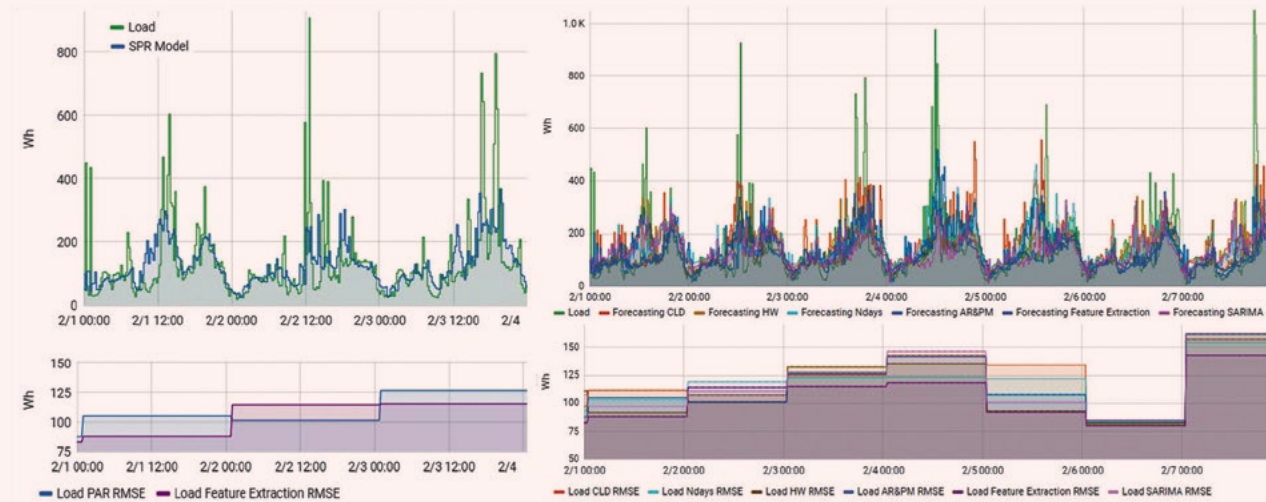 Load
SPR Model
Wh
800
600
400
200
0
2/1 00:00 2/1 12:00 2/2 00:00 2/2 12:00 2/3 00:00 2/3 12:00 2/4
1.0 K
800
600
400
200
0
Wh
2/1 00:00 2/2 00:00 2/3 00:00 2/4 00:00 2/5 00:00 2/6 00:00 2/7 00:00
Load Forecasting CLD Forecasting HW Forecasting Ndays Forecasting AR&PM Forecasting Feature Extraction Forecasting SARIMA
150
125
100
75
Wh
2/1 00:00 2/1 12:00 2/2 00:00 2/2 12:00 2/3 00:00 2/3 12:00 2/4
Load PAR RMSE Load Feature Extraction RMSE
150
125
100
75
50
Wh
2/1 00:00 2/2 00:00 2/3 00:00 2/4 00:00 2/5 00:00 2/6 00:00 2/7 00:00
Load CLD RMSE Load Ndays RMSE Load HW RMSE Load AR&PM RMSE Load Feature Extraction RMSE Load SARIMA RMSE